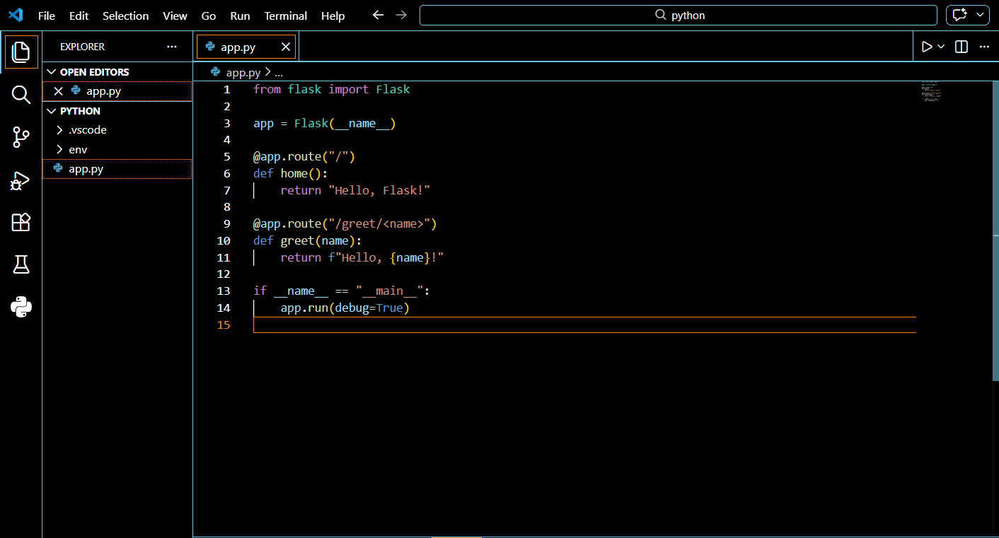 File Edit Selection View Go Run Terminal Help python
EXPLORER
OPEN EDITORS
app.py
PYTHON
.vscode
env
app.py
app.py
app.py > ...
1 from flask import Flask
2
3 app = Flask(__name__)
4
5 @app.route("/")
6 def home():
7     return "Hello, Flask!"
8
9 @app.route("/greet/<name>")
10 def greet(name):
11     return f"Hello, {name}!"
12
13 if __name__ == "__main__":
14     app.run(debug=True)
15